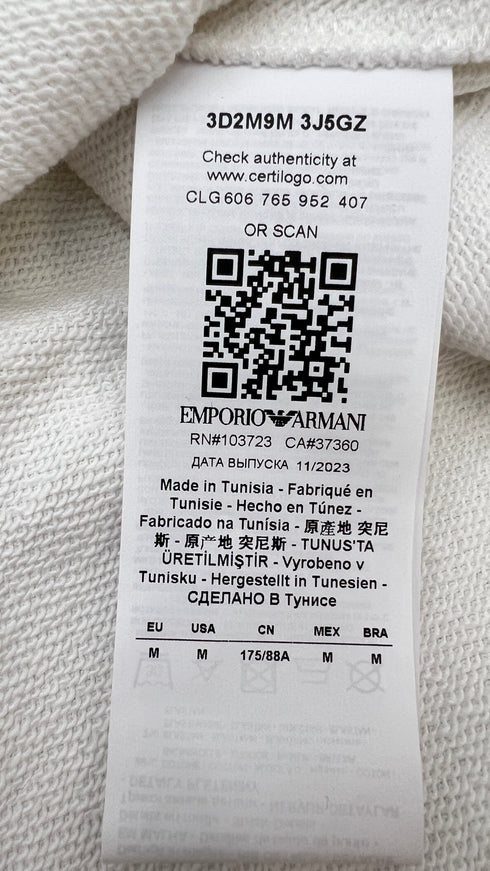 3D2M9M 3J5GZ
Check authenticity at
www.certilogo.com
CLG 606 765 952 407
OR SCAN
EMPORIO ARMANI
RN#103723 CA#37360
ДАТА ВЫПУСКА 11/2023
Made in Tunisia - Fabriqué en
Tunisie - Hecho en Túnez -
Fabricado na Tunísia - 原產地 突尼
斯 - 原产地 突尼斯 - TUNUS'TA
ÜRETİLMİŞTİR - Vyrobeno v
Tunisku - Hergestellt in Tunesien -
СДЕЛАНО В Тунисе
EU USA CN MEX BRA
M M 175/88A M M